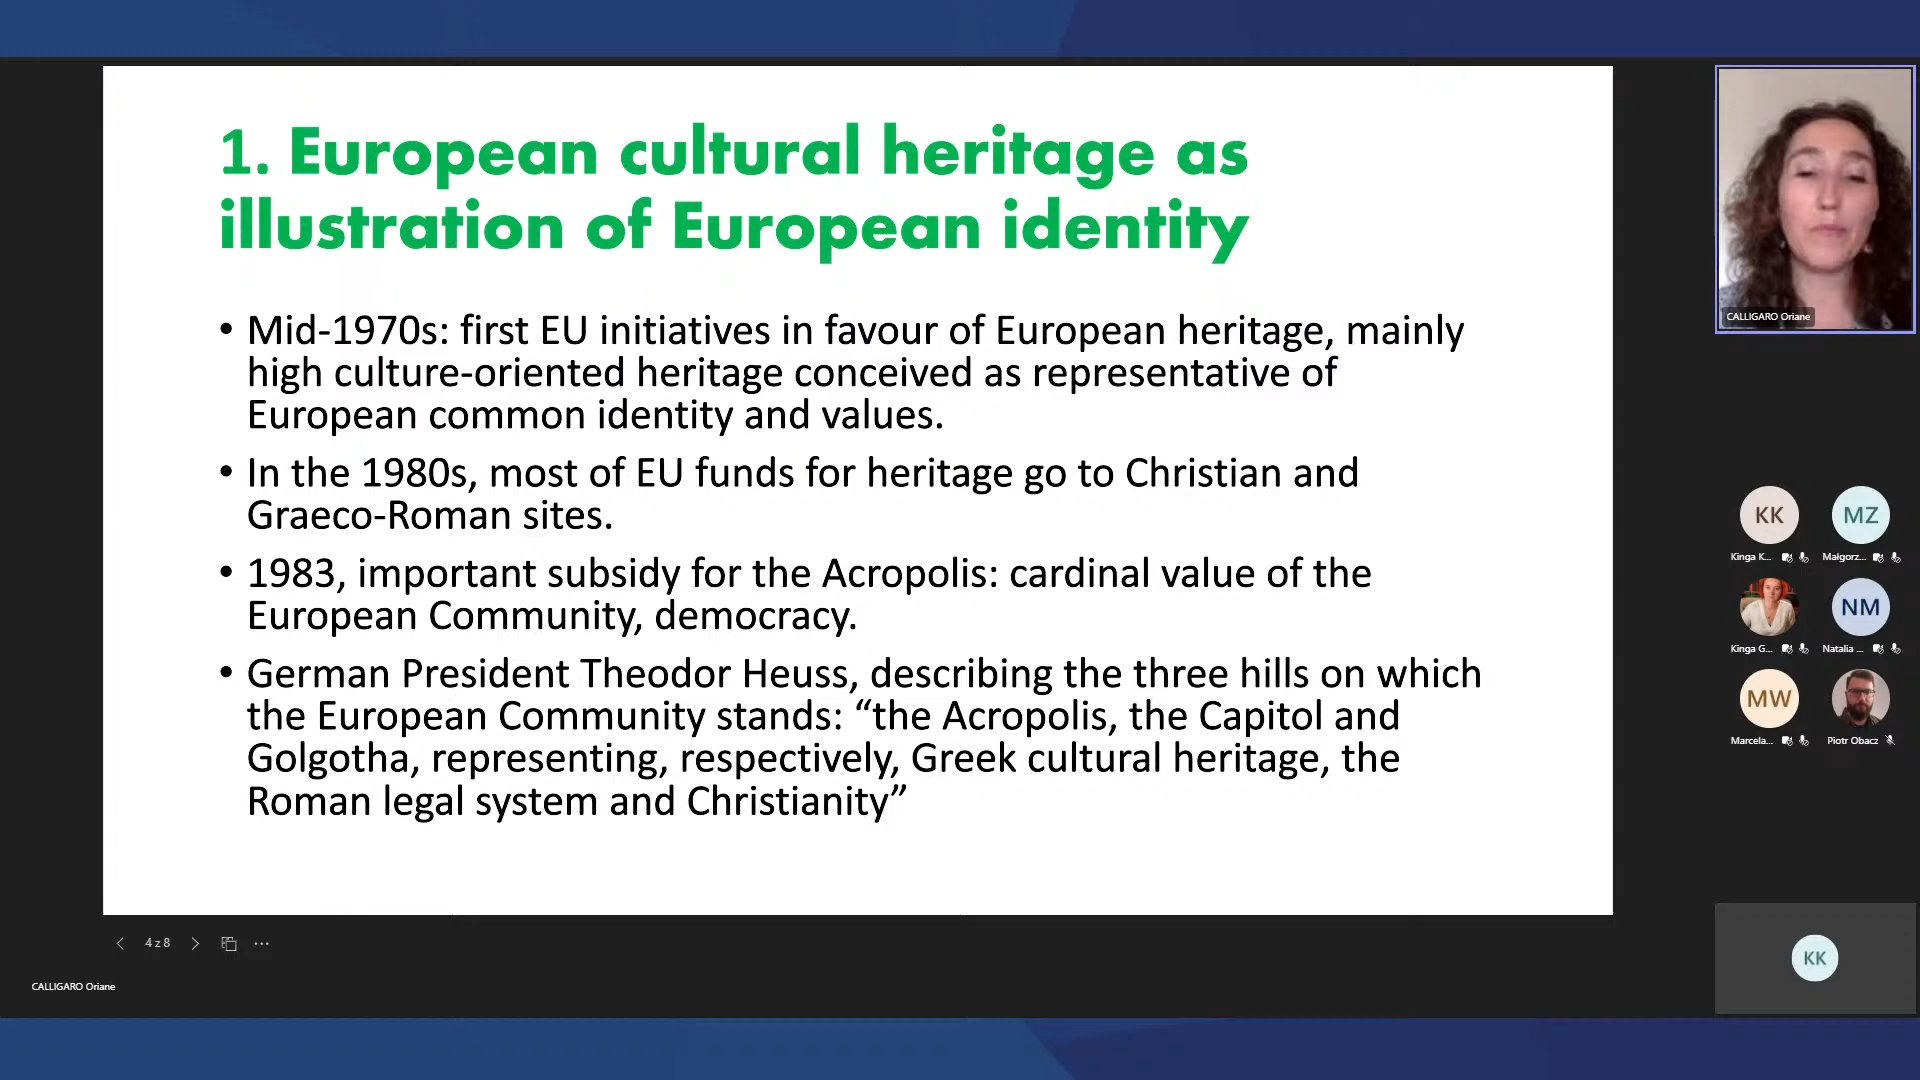 1. European cultural heritage as
illustration of European identity
• Mid-1970s: first EU initiatives in favour of European heritage, mainly
high culture-oriented heritage conceived as representative of
European common identity and values.
• In the 1980s, most of EU funds for heritage go to Christian and
Graeco-Roman sites.
• 1983, important subsidy for the Acropolis: cardinal value of the
European Community, democracy.
• German President Theodor Heuss, describing the three hills on which
the European Community stands: “the Acropolis, the Capitol and
Golgotha, representing, respectively, Greek cultural heritage, the
Roman legal system and Christianity”
4 z 8
CALLIGARO Oriane
CALLIGARO Oriane
KK
MZ
Kinga K...
Małgorz...
NM
Kinga G...
Natalia ...
MW
Marcela...
Piotr Obacz
KK